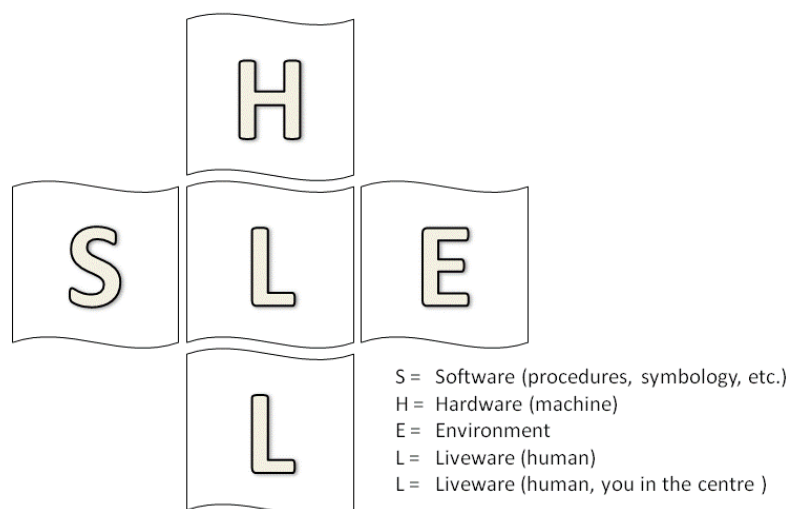 H
S L E
L
S = Software (procedures, symbology, etc.)
H = Hardware (machine)
E = Environment
L = Liveware (human)
L = Liveware (human, you in the centre )